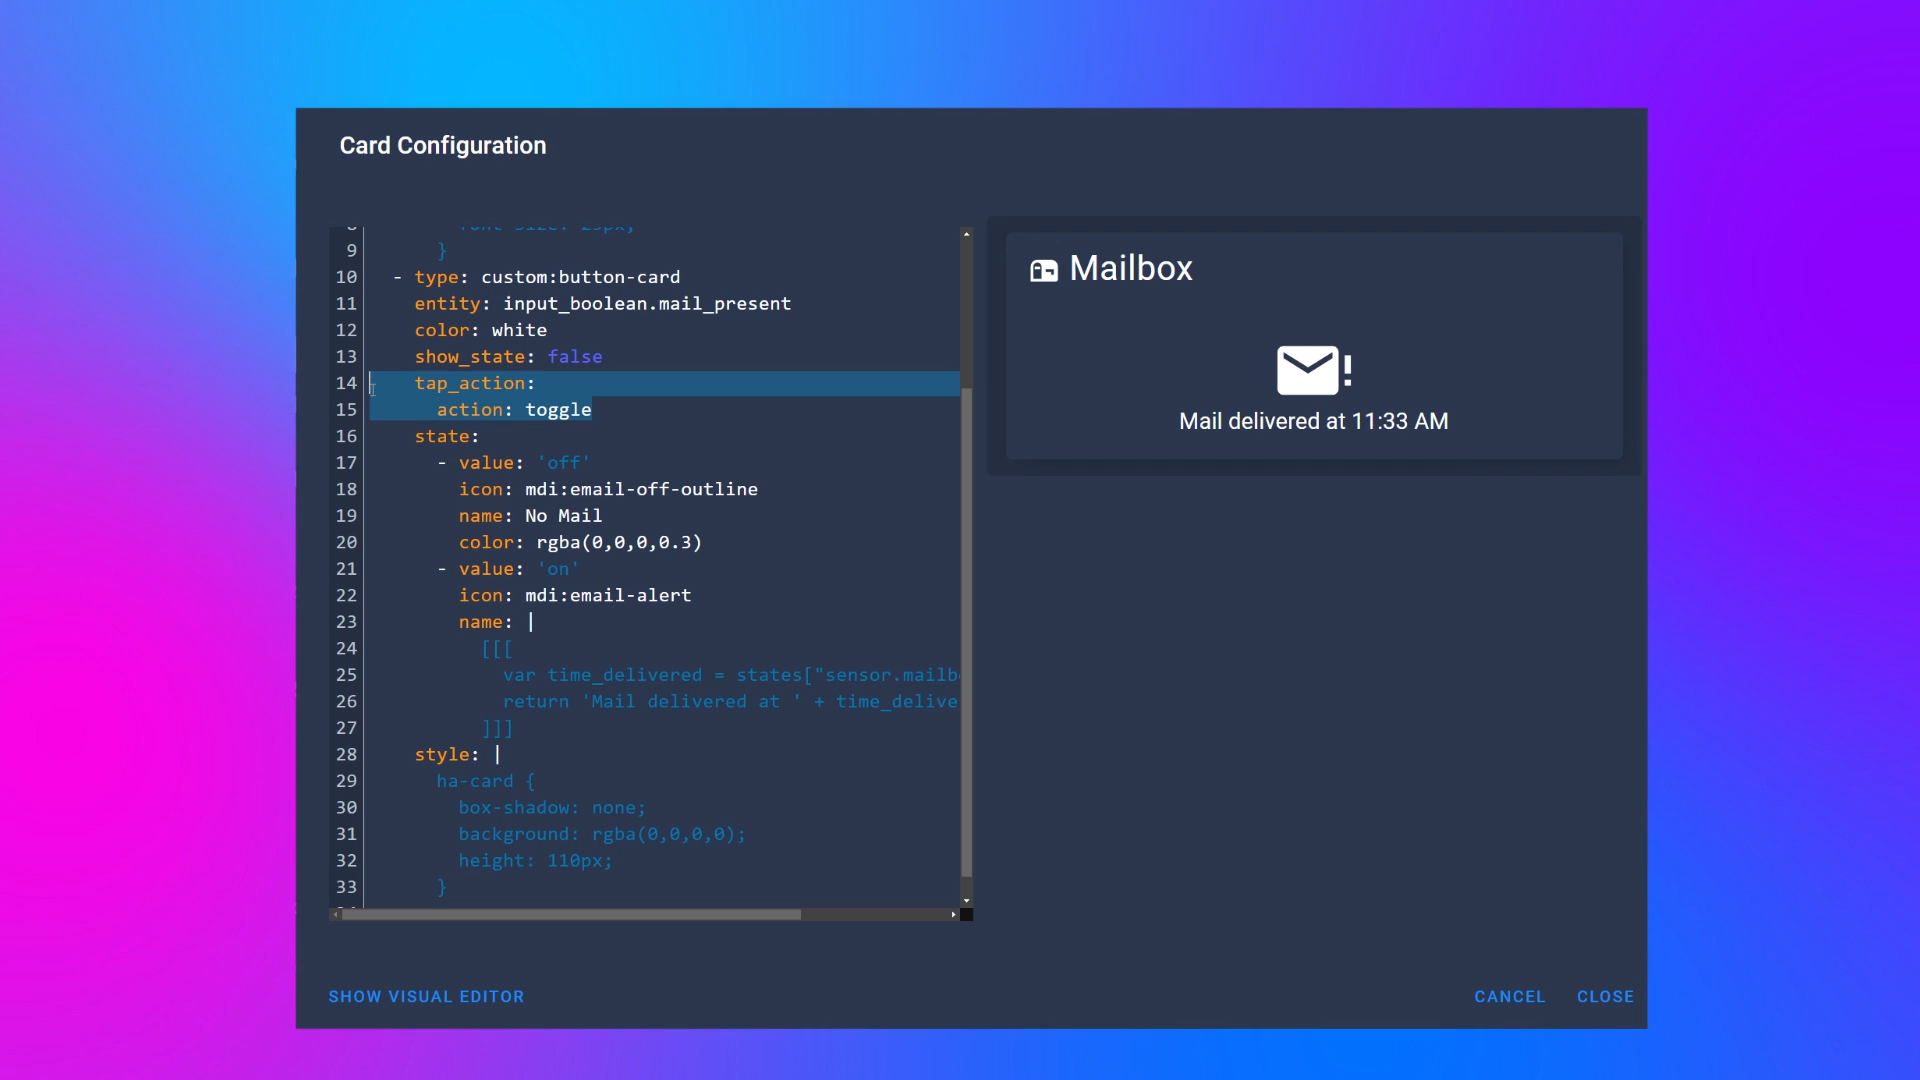 Card Configuration
9 }
10 - type: custom:button-card
11 entity: input_boolean.mail_present
12 color: white
13 show_state: false
14 tap_action:
15 action: toggle
16 state:
17 - value: 'off'
18 icon: mdi:email-off-outline
19 name: No Mail
20 color: rgba(0,0,0,0.3)
21 - value: 'on'
22 icon: mdi:email-alert
23 name: |
24 [[[
25 var time_delivered = states["sensor.mailb
26 return 'Mail delivered at ' + time_delive
27 ]]]
28 style: |
29 ha-card {
30 box-shadow: none;
31 background: rgba(0,0,0,0);
32 height: 110px;
33 }
Mailbox
Mail delivered at 11:33 AM
SHOW VISUAL EDITOR
CANCEL CLOSE